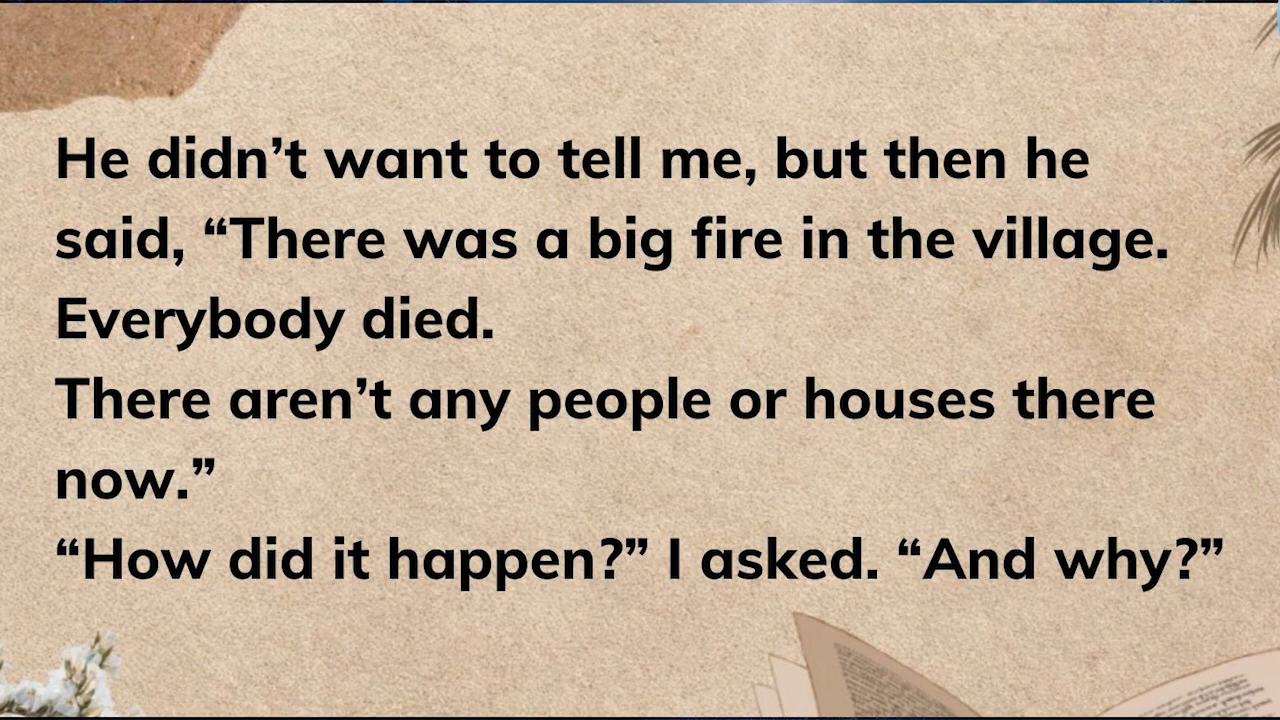 He didn’t want to tell me, but then he
said, “There was a big fire in the village.
Everybody died.
There aren’t any people or houses there
now.”
“How did it happen?” I asked. “And why?”